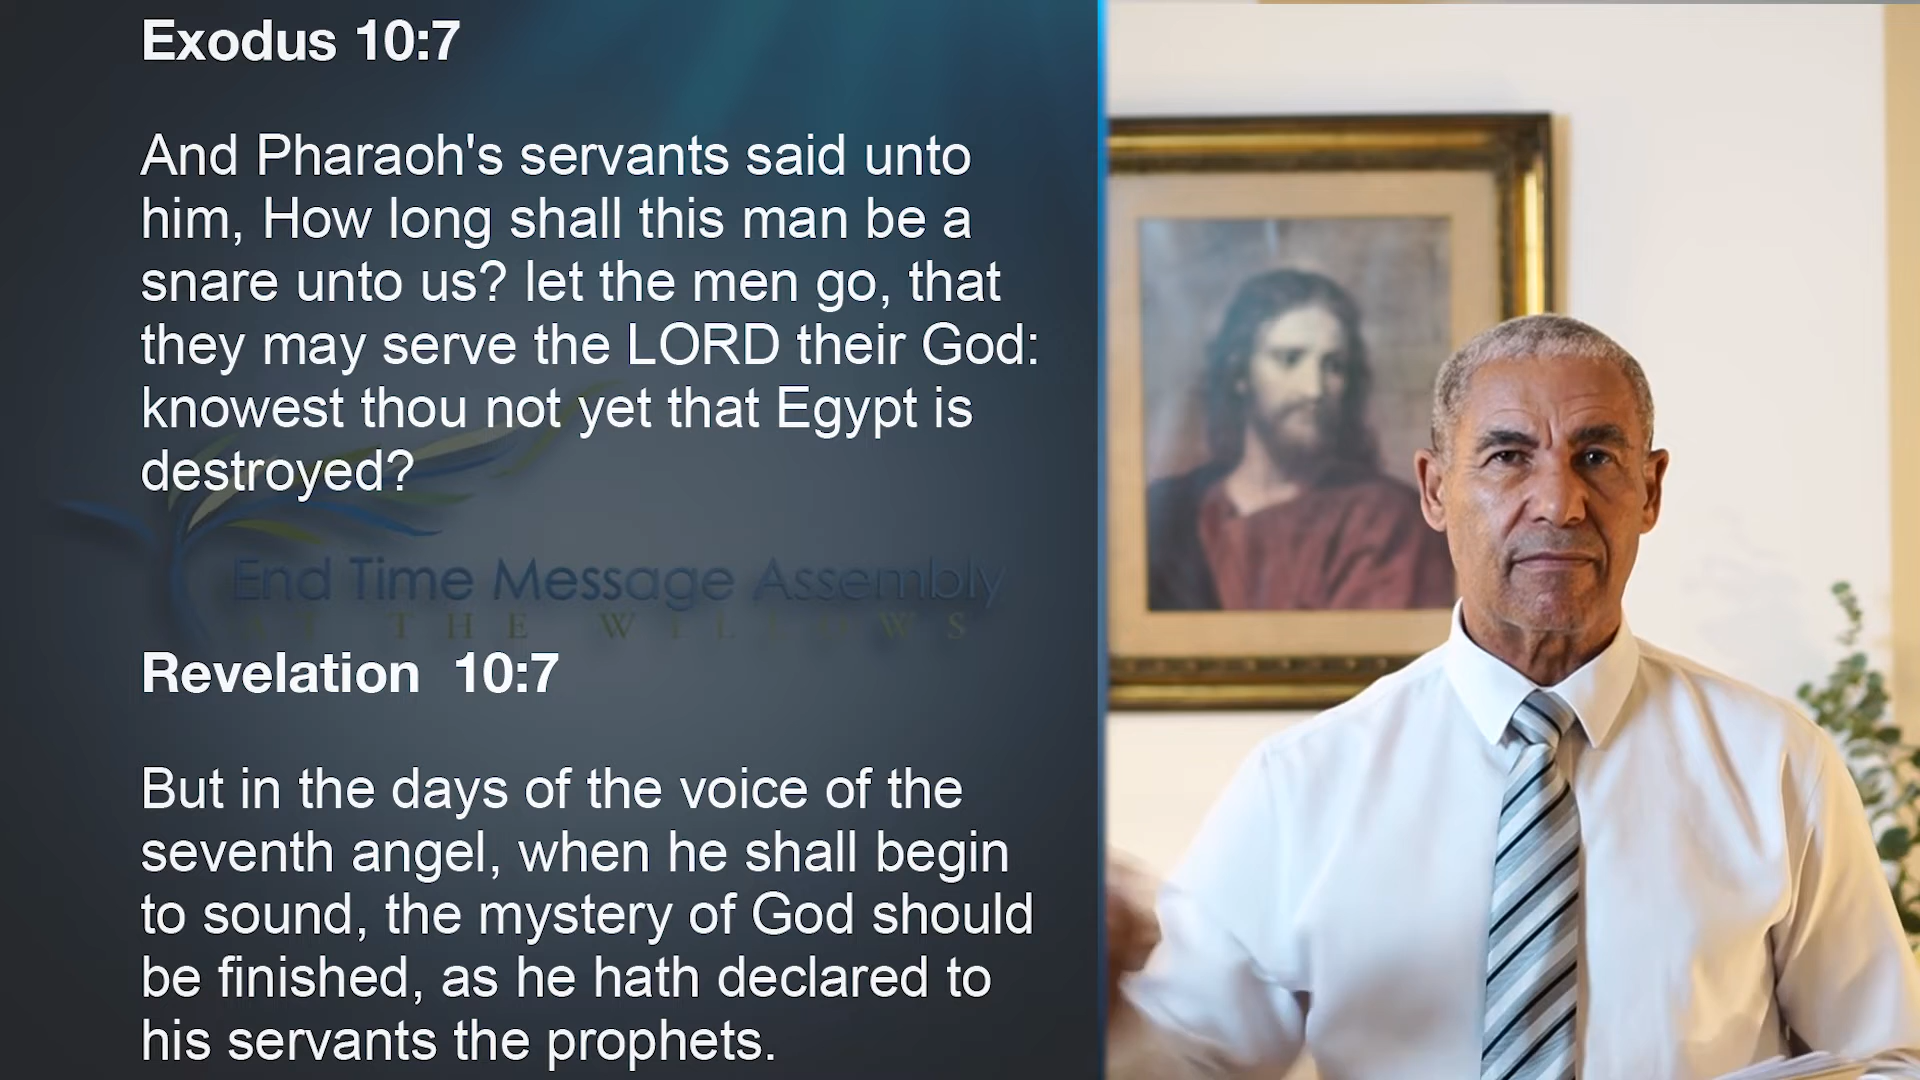 Exodus 10:7
And Pharaoh's servants said unto
him, How long shall this man be a
snare unto us? let the men go, that
they may serve the LORD their God:
knowest thou not yet that Egypt is
destroyed?
End Time Message Assembly
AT THE WILLOWS
Revelation 10:7
But in the days of the voice of the
seventh angel, when he shall begin
to sound, the mystery of God should
be finished, as he hath declared to
his servants the prophets.